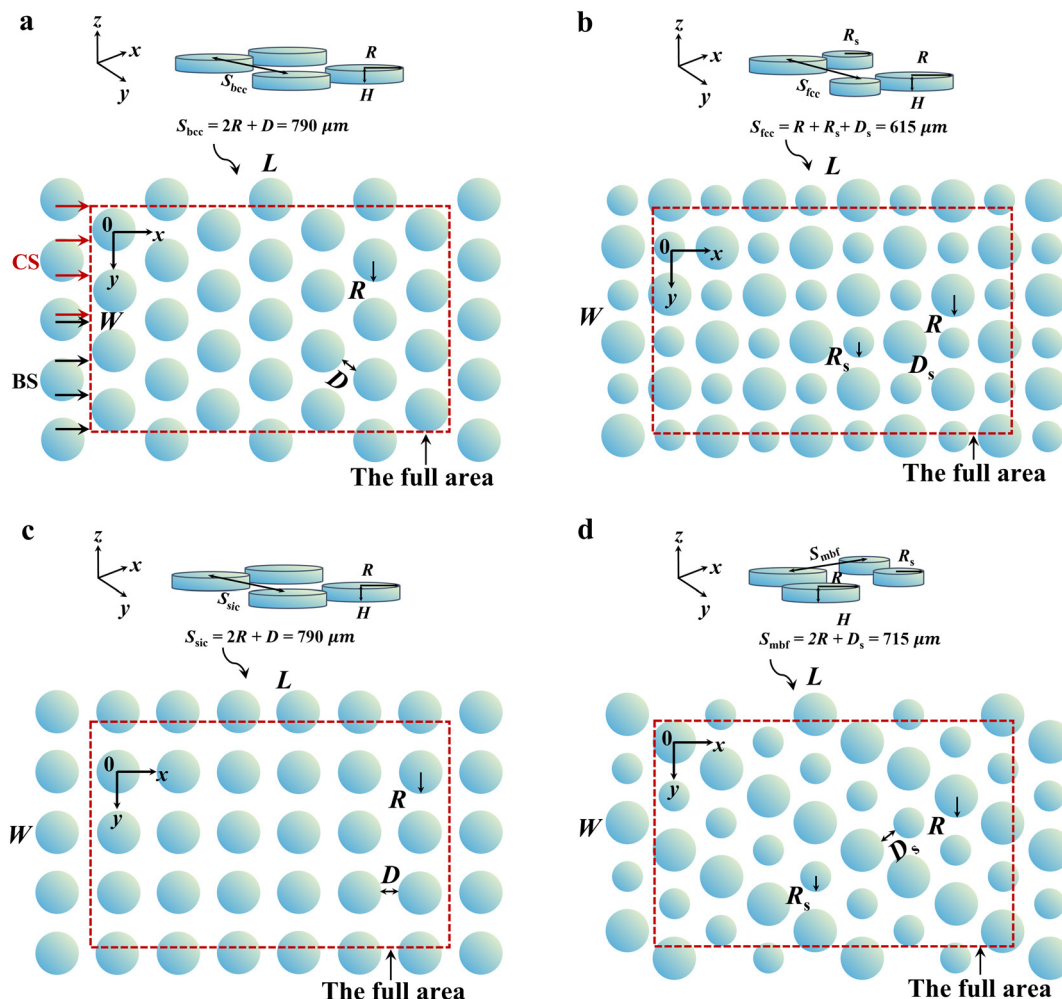 a
z
x
y
S_bcc
R
H
S_bcc = 2R + D = 790 μm
L
0
x
y
CS
R
W
BS
D
The full area
b
z
x
y
R_s
R
S_fcc
H
S_fcc = R + R_s + D_s = 615 μm
L
0
x
y
W
R
R_s
D_s
The full area
c
z
x
y
R
S_sic
H
S_sic = 2R + D = 790 μm
L
0
x
R
y
W
D
The full area
d
z
x
y
S_mbf
R_s
R
H
S_mbf = 2R + D_s = 715 μm
L
0
x
y
R
W
D_s
R_s
The full area